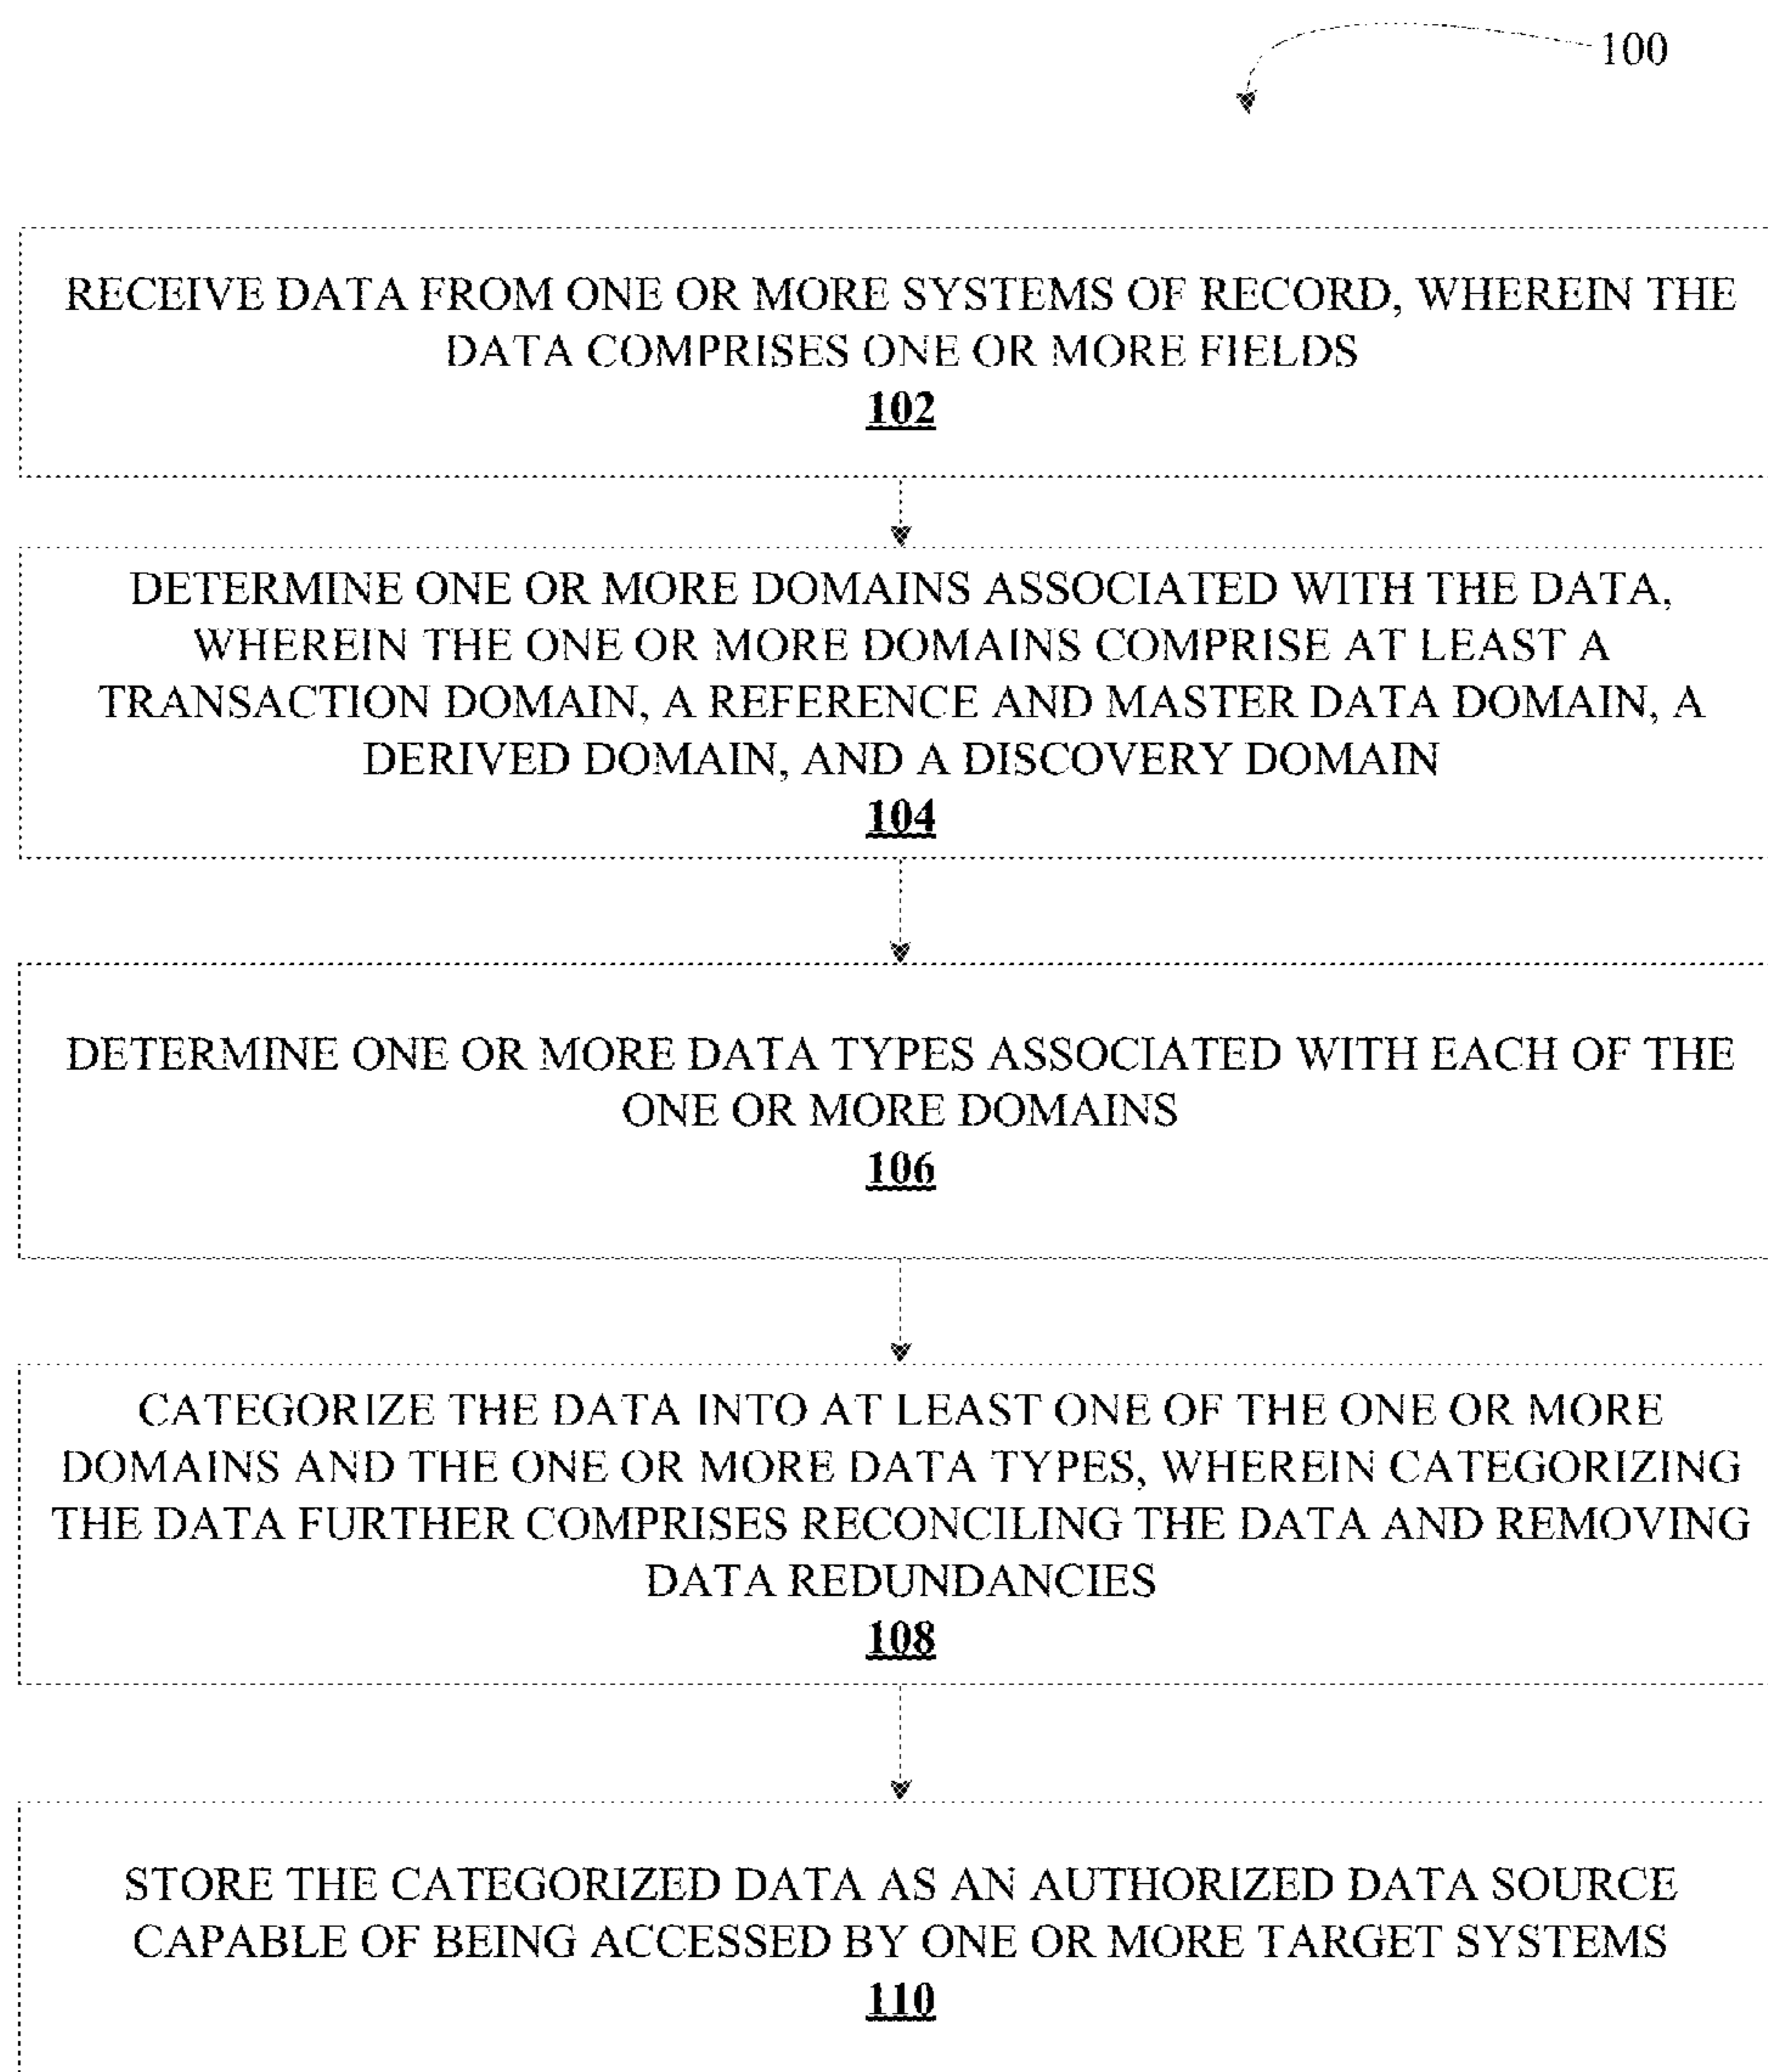 100
RECEIVE DATA FROM ONE OR MORE SYSTEMS OF RECORD, WHEREIN THE
DATA COMPRISES ONE OR MORE FIELDS
102
DETERMINE ONE OR MORE DOMAINS ASSOCIATED WITH THE DATA,
WHEREIN THE ONE OR MORE DOMAINS COMPRISE AT LEAST A
TRANSACTION DOMAIN, A REFERENCE AND MASTER DATA DOMAIN, A
DERIVED DOMAIN, AND A DISCOVERY DOMAIN
104
DETERMINE ONE OR MORE DATA TYPES ASSOCIATED WITH EACH OF THE
ONE OR MORE DOMAINS
106
CATEGORIZE THE DATA INTO AT LEAST ONE OF THE ONE OR MORE
DOMAINS AND THE ONE OR MORE DATA TYPES, WHEREIN CATEGORIZING
THE DATA FURTHER COMPRISES RECONCILING THE DATA AND REMOVING
DATA REDUNDANCIES
108
STORE THE CATEGORIZED DATA AS AN AUTHORIZED DATA SOURCE
CAPABLE OF BEING ACCESSED BY ONE OR MORE TARGET SYSTEMS
110